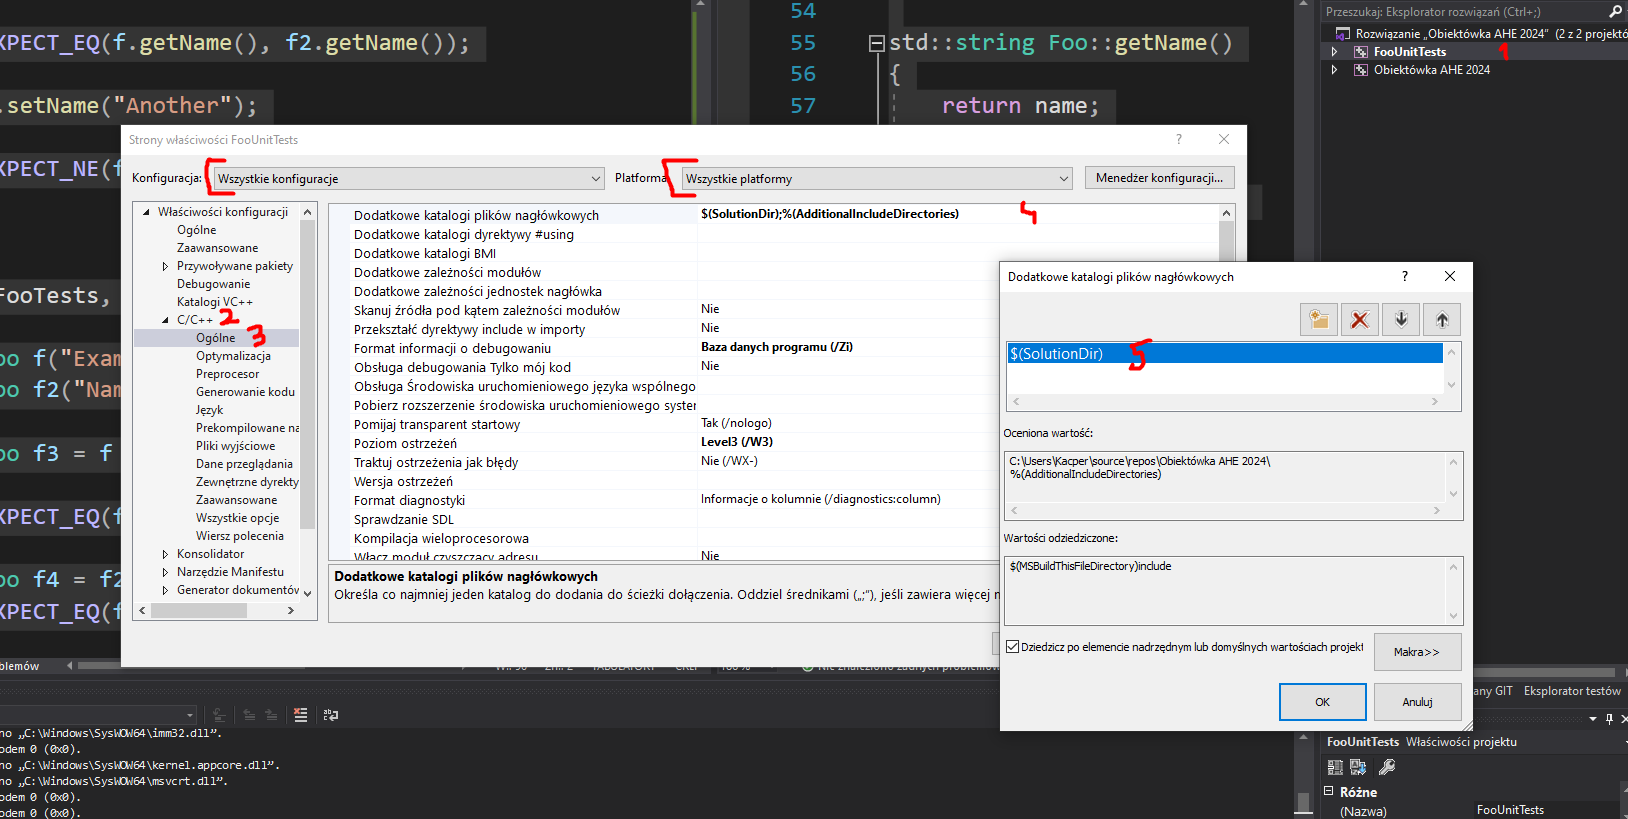 XPECT_EQ(f.getName(), f2.getName());
.setName("Another");
XPECT_NE(f
FooTests,
oo f("Exam
oo f2("Nam
oo f3 = f
XPECT_EQ(f
oo f4 = f2
XPECT_EQ(f
54
55 std::string Foo::getName()
56 {
57 return name;
Przeszukaj: Eksplorator rozwiązań (Ctrl+;)
Rozwiązanie „Obiektówka AHE 2024” (2 z 2 projektó
FooUnitTests
1
Obiektówka AHE 2024
Strony właściwości FooUnitTests
? ×
Konfiguracja: Wszystkie konfiguracje
Platforma Wszystkie platformy
Menedżer konfiguracji...
Właściwości konfiguracji
Ogólne
Zaawansowane
Przywoływane pakiety
Debugowanie
Katalogi VC++
C/C++ 2
Ogólne 3
Optymalizacja
Preprocesor
Generowanie kodu
Język
Prekompilowane na
Pliki wyjściowe
Dane przeglądania
Zewnętrzne dyrekty
Zaawansowane
Wszystkie opcje
Wiersz polecenia
Konsolidator
Narzędzie Manifestu
Generator dokumentów
Dodatkowe katalogi plików nagłówkowych $(SolutionDir);%(AdditionalIncludeDirectories) 4
Dodatkowe katalogi dyrektywy #using
Dodatkowe katalogi BMI
Dodatkowe zależności modułów
Dodatkowe zależności jednostek nagłówka
Skanuj źródła pod kątem zależności modułów Nie
Przekształć dyrektywy include w importy Nie
Format informacji o debugowaniu Baza danych programu (/Zi)
Obsługa debugowania Tylko mój kod Nie
Obsługa Środowiska uruchomieniowego języka wspólnego
Pobierz rozszerzenie środowiska uruchomieniowego system
Pomijaj transparent startowy Tak (/nologo)
Poziom ostrzeżeń Level3 (/W3)
Traktuj ostrzeżenia jak błędy Nie (/WX-)
Wersja ostrzeżeń
Format diagnostyki Informacje o kolumnie (/diagnostics:column)
Sprawdzanie SDL
Kompilacja wieloprocesorowa
Włącz moduł czyszczący adresu Nie
Dodatkowe katalogi plików nagłówkowych
Określa co najmniej jeden katalog do dodania do ścieżki dołączenia. Oddziel średnikami („;”), jeśli zawiera więcej n
Dodatkowe katalogi plików nagłówkowych
? ×
$(SolutionDir) 5
Oceniona wartość:
C:\Users\Kacper\source\repos\Obiektówka AHE 2024\
%(AdditionalIncludeDirectories)
Wartości odziedziczone:
$(MSBuildThisFileDirectory)include
Dziedzicz po elemencie nadrzędnym lub domyślnych wartościach projekt
Makra>>
OK
Anuluj
oblemów
no „C:\Windows\SysWOW64\imm32.dll”.
odem 0 (0x0).
no „C:\Windows\SysWOW64\kernel.appcore.dll”.
no „C:\Windows\SysWOW64\msvcrt.dll”.
odem 0 (0x0).
odem 0 (0x0).
any GIT Eksplorator testów
FooUnitTests Właściwości projektu
Różne
(Nazwa) FooUnitTests